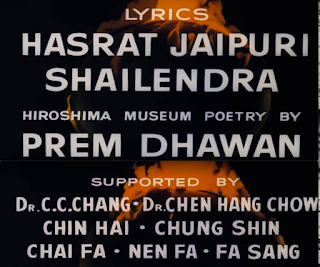 LYRICS
HASRAT JAIPURI
SHAILENDRA
HIROSHIMA MUSEUM POETRY BY
PREM DHAWAN
SUPPORTED BY
DR.C.C.CHANG • DR.CHEN HANG CHOW
CHIN HAI • CHUNG SHIN
CHAI FA • NEN FA • FA SANG